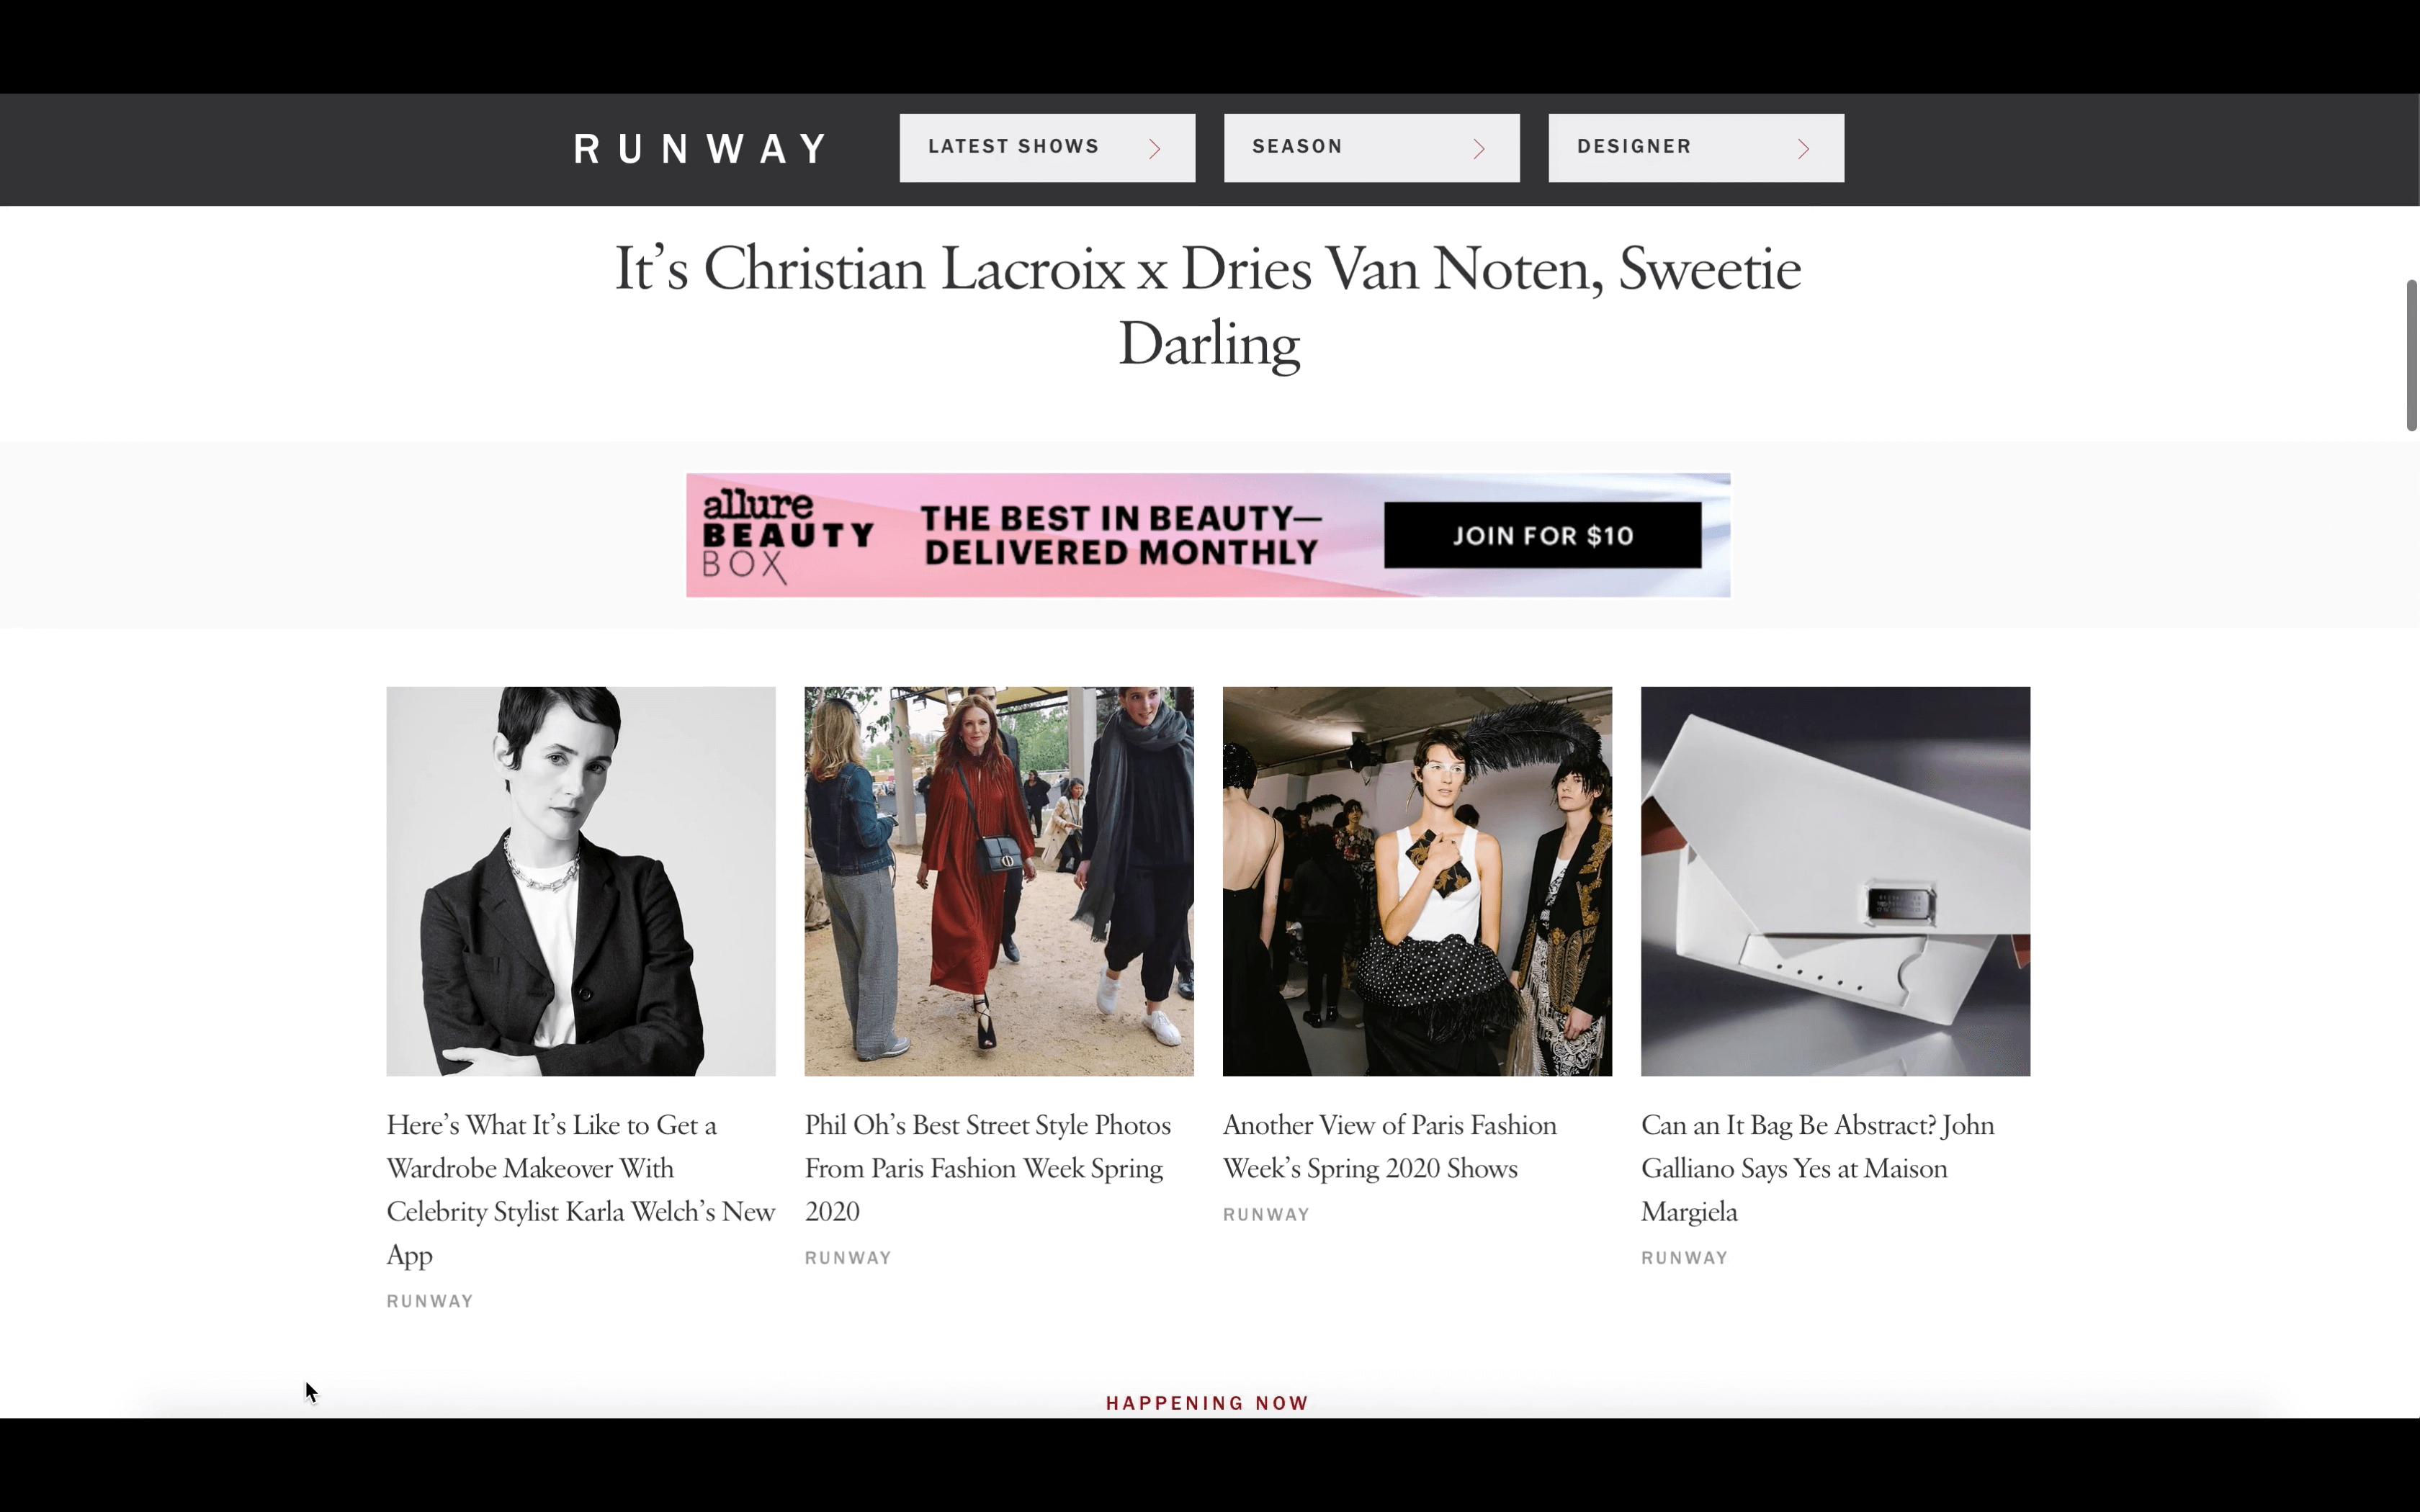 RUNWAY
LATEST SHOWS
SEASON
DESIGNER
It’s Christian Lacroix x Dries Van Noten, Sweetie
Darling
allure
BEAUTY
BOX
THE BEST IN BEAUTY—
DELIVERED MONTHLY
JOIN FOR $10
Here’s What It’s Like to Get a
Wardrobe Makeover With
Celebrity Stylist Karla Welch’s New
App
RUNWAY
Phil Oh’s Best Street Style Photos
From Paris Fashion Week Spring
2020
RUNWAY
Another View of Paris Fashion
Week’s Spring 2020 Shows
RUNWAY
Can an It Bag Be Abstract? John
Galliano Says Yes at Maison
Margiela
RUNWAY
HAPPENING NOW